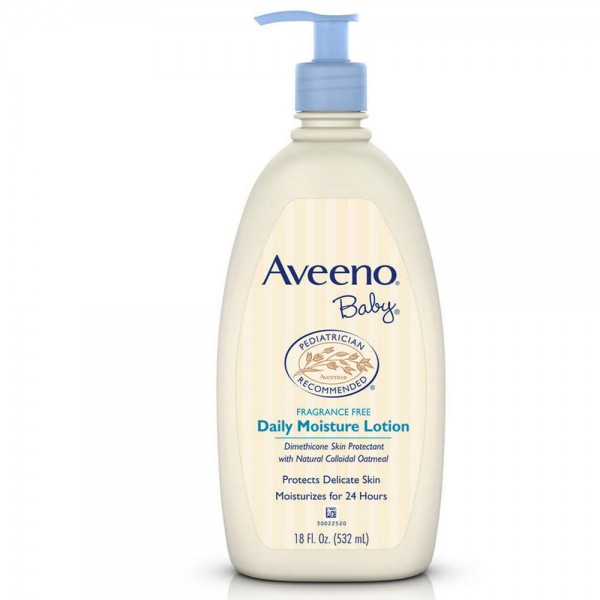 Aveeno®
Baby®
PEDIATRICIAN
Aveeno®
RECOMMENDED®
FRAGRANCE FREE
Daily Moisture Lotion
Dimethicone Skin Protectant
with Natural Colloidal Oatmeal
Protects Delicate Skin
Moisturizes for 24 Hours
30022520
18 Fl. Oz. (532 mL)